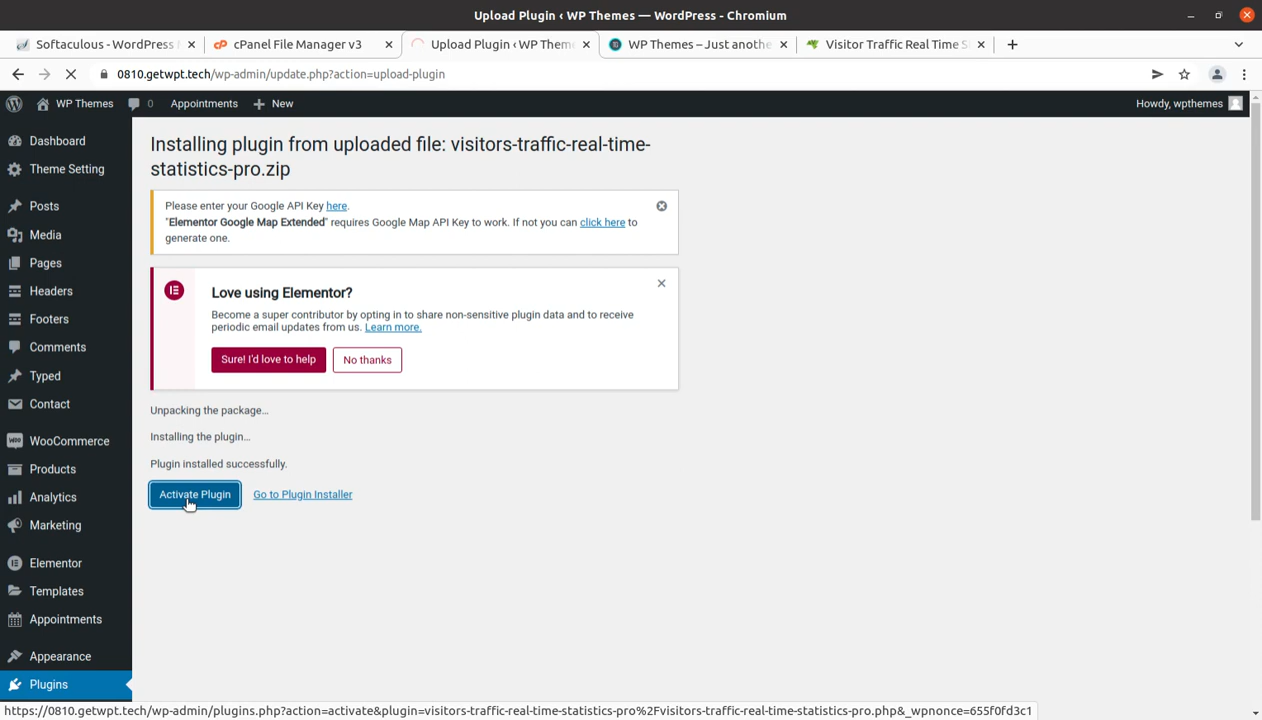 Upload Plugin ‹ WP Themes — WordPress - Chromium
Softaculous - WordPress
cPanel File Manager v3
Upload Plugin ‹ WP Them
WP Themes – Just anothe
Visitor Traffic Real Time S
0810.getwpt.tech/wp-admin/update.php?action=upload-plugin
WP Themes
0
Appointments
New
Howdy, wpthemes
Dashboard
Theme Setting
Posts
Media
Pages
Headers
Footers
Comments
Typed
Contact
WooCommerce
Products
Analytics
Marketing
Elementor
Templates
Appointments
Appearance
Plugins
Installing plugin from uploaded file: visitors-traffic-real-time-
statistics-pro.zip
Please enter your Google API Key here.
"Elementor Google Map Extended" requires Google Map API Key to work. If not you can click here to
generate one.
Love using Elementor?
Become a super contributor by opting in to share non-sensitive plugin data and to receive
periodic email updates from us. Learn more.
Sure! I'd love to help
No thanks
Unpacking the package…
Installing the plugin…
Plugin installed successfully.
Activate Plugin
Go to Plugin Installer
https://0810.getwpt.tech/wp-admin/plugins.php?action=activate&plugin=visitors-traffic-real-time-statistics-pro%2Fvisitors-traffic-real-time-statistics-pro.php&_wpnonce=655f0fd3c1